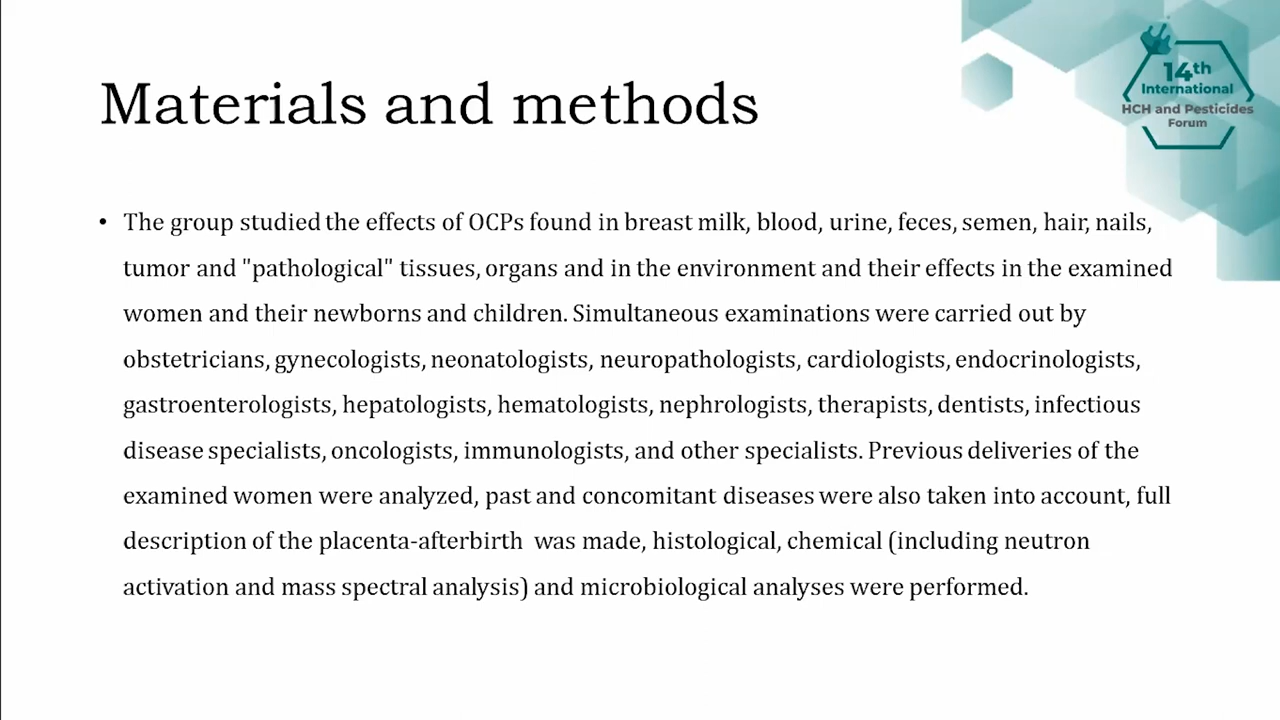 Materials and methods
14th
International
HCH and Pesticides
Forum
• The group studied the effects of OCPs found in breast milk, blood, urine, feces, semen, hair, nails,
tumor and "pathological" tissues, organs and in the environment and their effects in the examined
women and their newborns and children. Simultaneous examinations were carried out by
obstetricians, gynecologists, neonatologists, neuropathologists, cardiologists, endocrinologists,
gastroenterologists, hepatologists, hematologists, nephrologists, therapists, dentists, infectious
disease specialists, oncologists, immunologists, and other specialists. Previous deliveries of the
examined women were analyzed, past and concomitant diseases were also taken into account, full
description of the placenta-afterbirth was made, histological, chemical (including neutron
activation and mass spectral analysis) and microbiological analyses were performed.